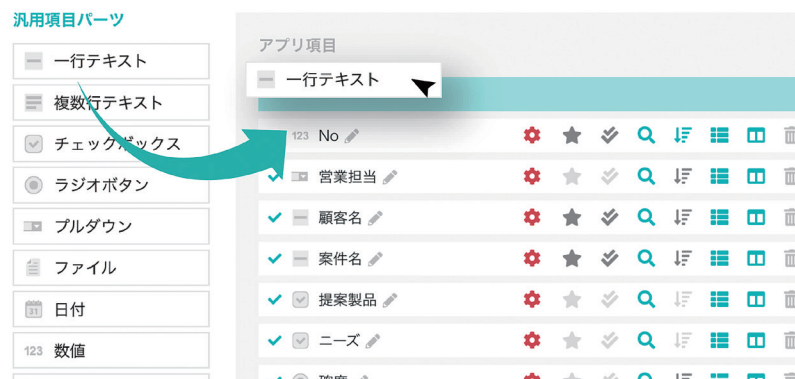 汎用項目パーツ
一行テキスト
複数行テキスト
チェックボックス
ラジオボタン
プルダウン
ファイル
31 日付
123 数値
アプリ項目
一行テキスト
123 No
営業担当
顧客名
案件名
提案製品
ニーズ